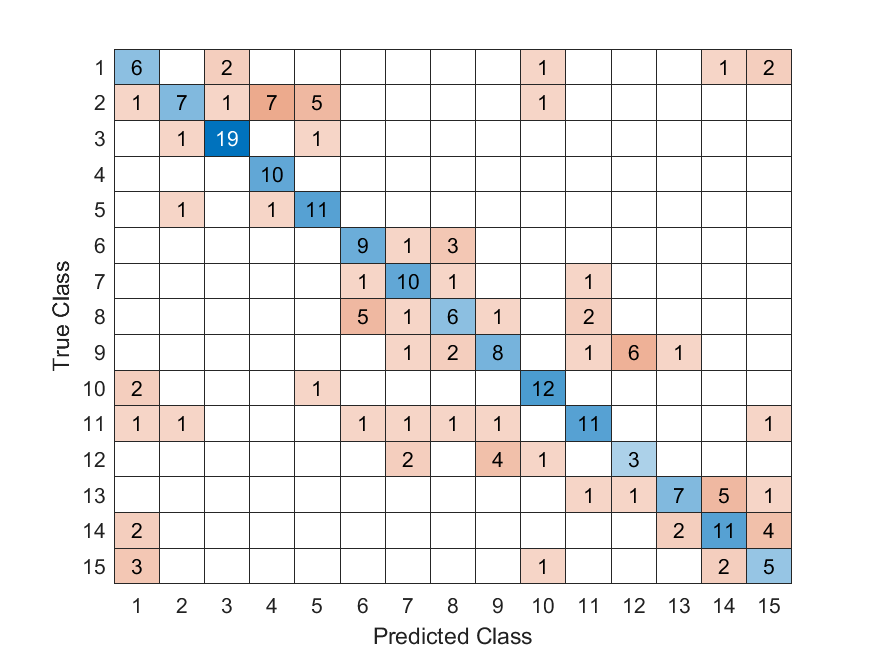 1 6 2 1 1 2
2 1 7 1 7 5 1
3 1 19 1
4 10
5 1 1 11
6 9 1 3
7 1 10 1 1
8 5 1 6 1 2
9 1 2 8 1 6 1
10 2 1 12
11 1 1 1 1 1 1 11 1
12 2 4 1 3
13 1 1 7 5 1
14 2 2 11 4
15 3 1 2 5
True Class
1 2 3 4 5 6 7 8 9 10 11 12 13 14 15
Predicted Class